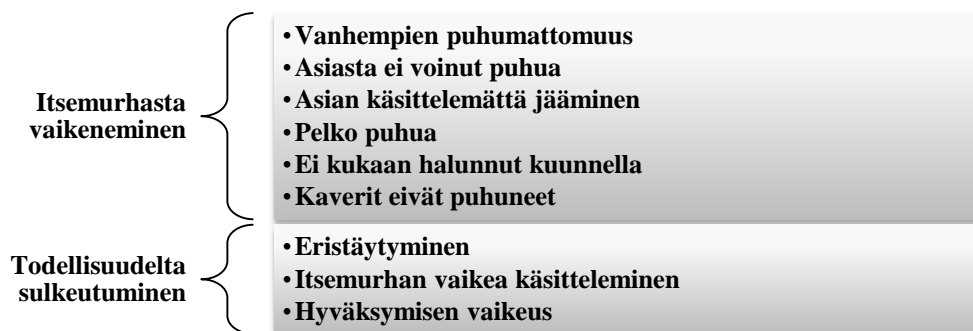 Itsemurhasta
vaikeneminen
•Vanhempien puhumattomuus
•Asiasta ei voinut puhua
•Asian käsittelemättä jääminen
•Pelko puhua
•Ei kukaan halunnut kuunnella
•Kaverit eivät puhuneet
Todellisuudelta
sulkeutuminen
•Eristäytyminen
•Itsemurhan vaikea käsitteleminen
•Hyväksymisen vaikeus